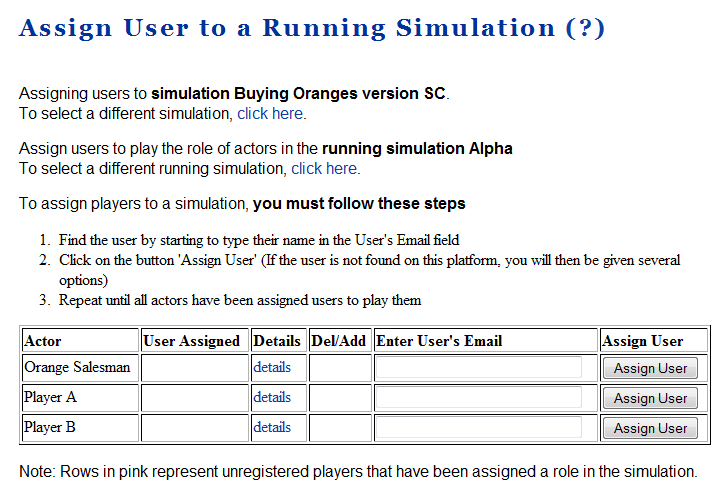 Assign User to a Running Simulation (?)
Assigning users to simulation Buying Oranges version SC.
To select a different simulation, click here.
Assign users to play the role of actors in the running simulation Alpha
To select a different running simulation, click here.
To assign players to a simulation, you must follow these steps
1. Find the user by starting to type their name in the User's Email field
2. Click on the button 'Assign User' (If the user is not found on this platform, you will then be given several
options)
3. Repeat until all actors have been assigned users to play them
Actor User Assigned Details Del/Add Enter User's Email Assign User
Orange Salesman details Assign User
Player A details Assign User
Player B details Assign User
Note: Rows in pink represent unregistered players that have been assigned a role in the simulation.